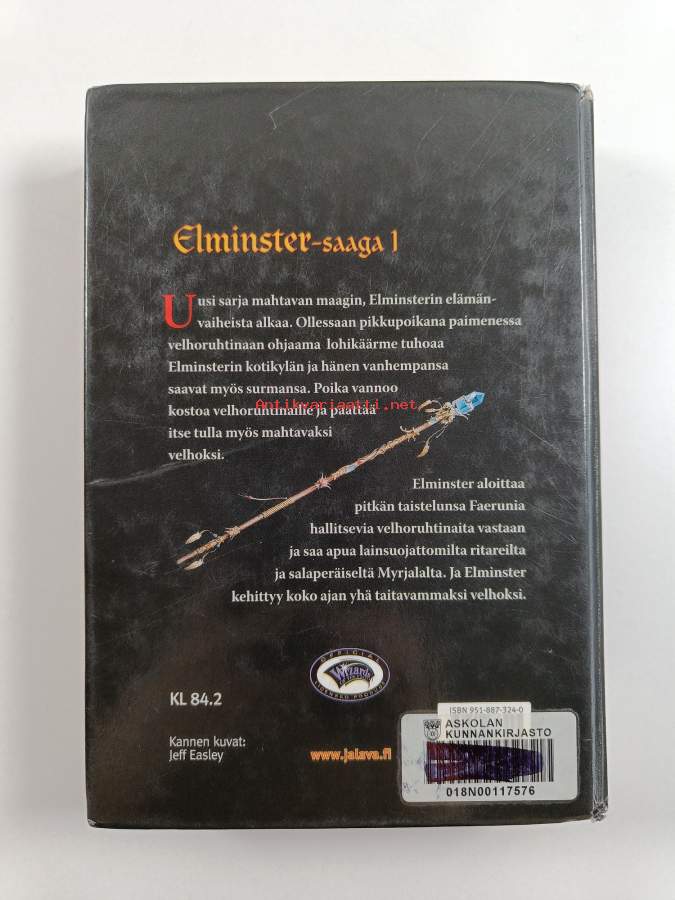 Elminster-saaga 1
Uusi sarja mahtavan maagin, Elminsterin elämän-
vaiheista alkaa. Ollessaan pikkupoikana paimenessa
velhoruhtinaan ohjaama lohikäärme tuhoaa
Elminsterin kotikylän ja hänen vanhempansa
saavat myös surmansa. Poika vannoo
kostoa velhoruhtinaille ja päättää
Antikvariaatti.net
itse tulla myös mahtavaksi
velhoksi.
Elminster aloittaa
pitkän taistelunsa Faerunia
hallitsevia velhoruhtinaita vastaan
ja saa apua lainsuojattomilta ritareilta
ja salaperäiseltä Myrjalalta. Ja Elminster
kehittyy koko ajan yhä taitavammaksi velhoksi.
OFFICIAL
Wizards
LICENSED PRODUCT
KL 84.2
Kannen kuvat:
Jeff Easley
www.jalava.fi
ISBN 951-887-324-0
ASKOLAN
KUNNANKIRJASTO
018N00117576